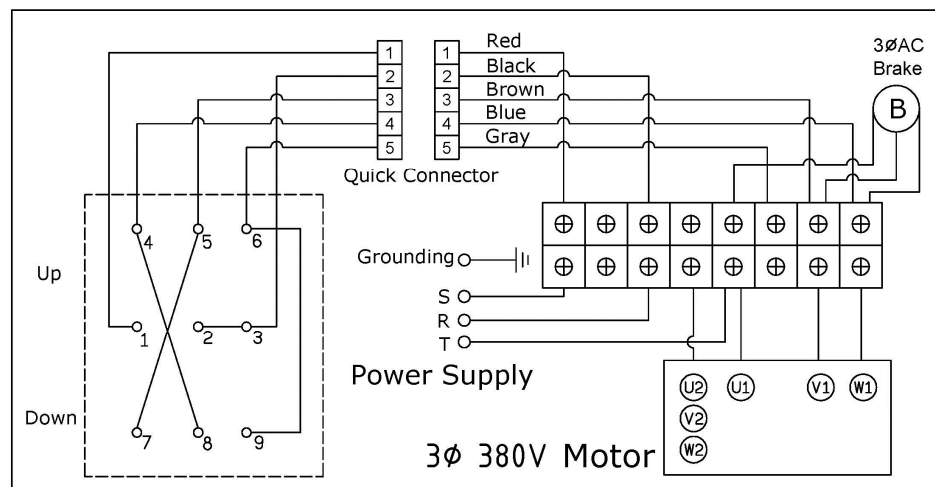 Red
Black
Brown
Blue
Gray
1
2
3
4
5
1
2
3
4
5
Quick Connector
3ØAC
Brake
B
4
5
6
Up
1
2
3
Down
7
8
9
Grounding
S
R
T
Power Supply
U2
U1
V1
W1
V2
W2
3Ø 380V Motor